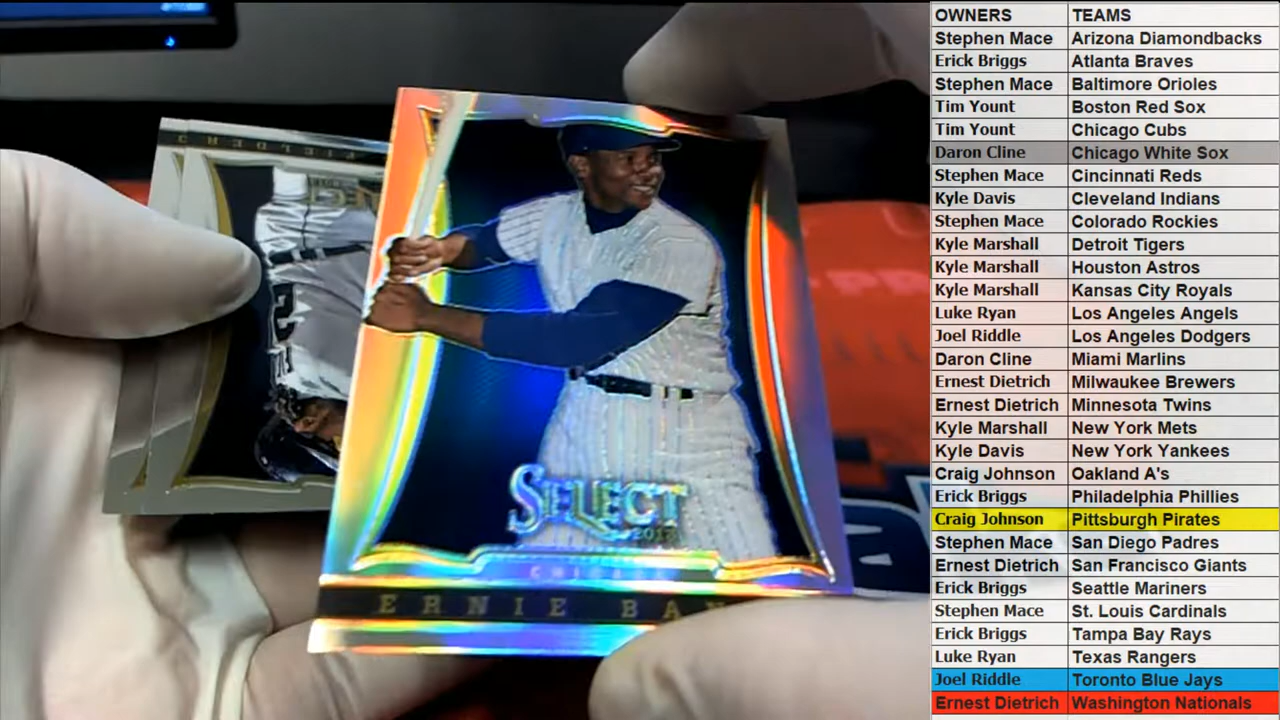 FIELDER
SELECT
2013
CHICAGO
ERNIE BAN
OWNERS TEAMS
Stephen Mace Arizona Diamondbacks
Erick Briggs Atlanta Braves
Stephen Mace Baltimore Orioles
Tim Yount Boston Red Sox
Tim Yount Chicago Cubs
Daron Cline Chicago White Sox
Stephen Mace Cincinnati Reds
Kyle Davis Cleveland Indians
Stephen Mace Colorado Rockies
Kyle Marshall Detroit Tigers
Kyle Marshall Houston Astros
Kyle Marshall Kansas City Royals
Luke Ryan Los Angeles Angels
Joel Riddle Los Angeles Dodgers
Daron Cline Miami Marlins
Ernest Dietrich Milwaukee Brewers
Ernest Dietrich Minnesota Twins
Kyle Marshall New York Mets
Kyle Davis New York Yankees
Craig Johnson Oakland A's
Erick Briggs Philadelphia Phillies
Craig Johnson Pittsburgh Pirates
Stephen Mace San Diego Padres
Ernest Dietrich San Francisco Giants
Erick Briggs Seattle Mariners
Stephen Mace St. Louis Cardinals
Erick Briggs Tampa Bay Rays
Luke Ryan Texas Rangers
Joel Riddle Toronto Blue Jays
Ernest Dietrich Washington Nationals